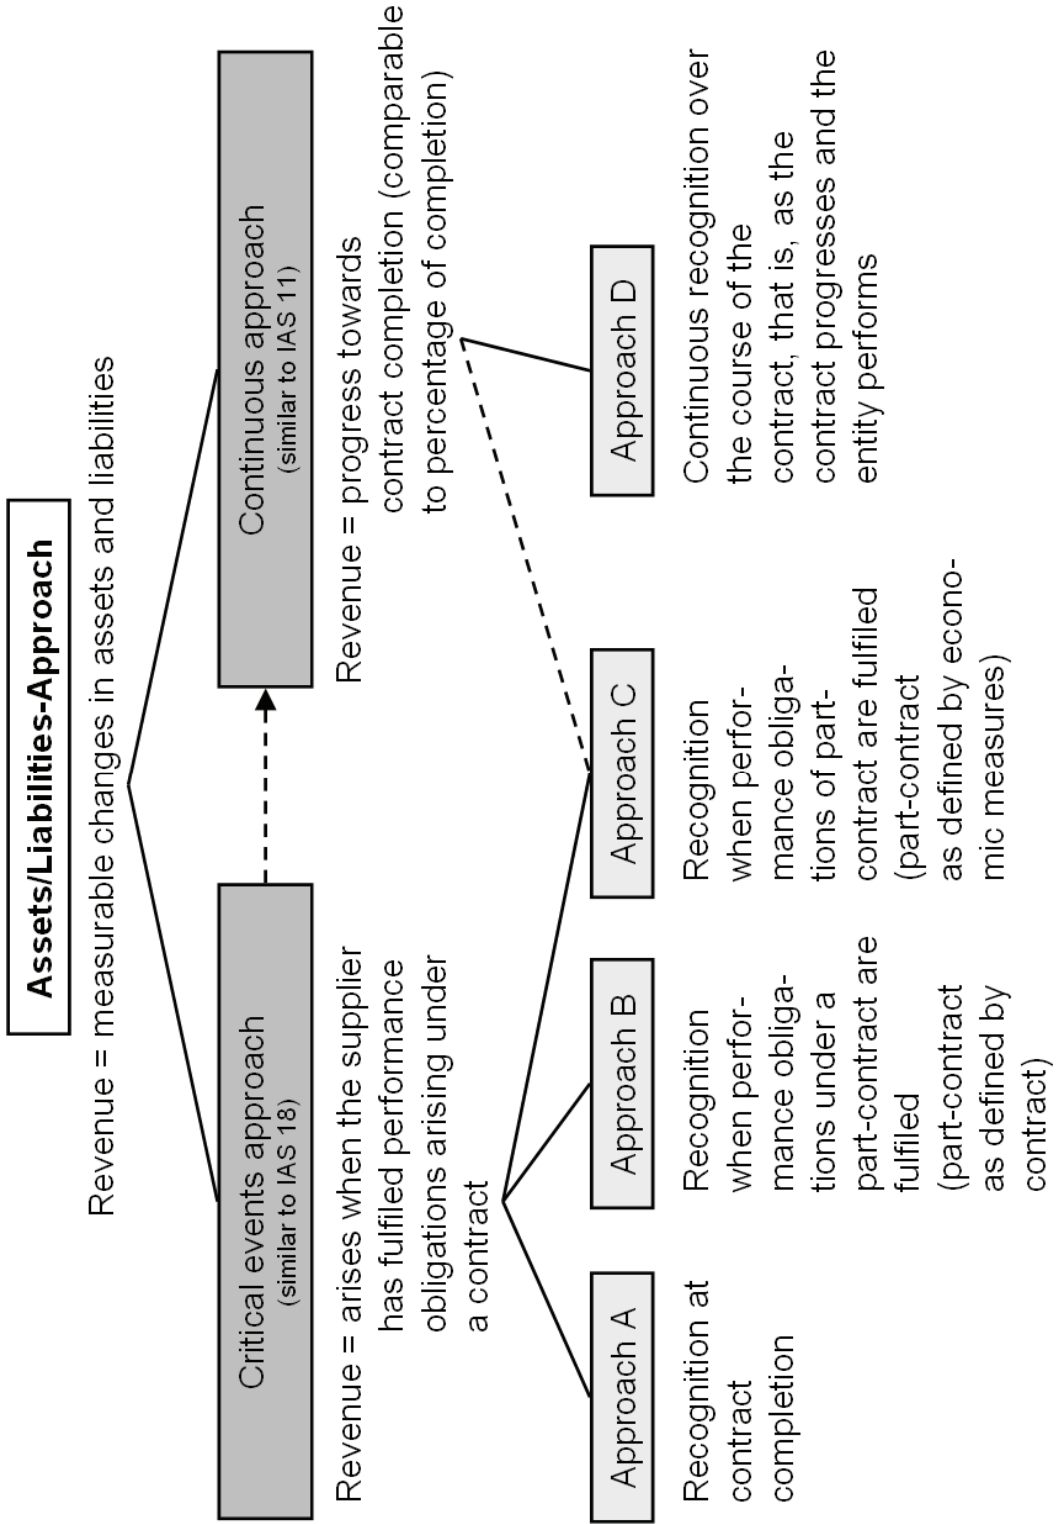 Assets/Liabilities-Approach
Revenue = measurable changes in assets and liabilities
Critical events approach
(similar to IAS 18)
Revenue = arises when the supplier
has fulfiled performance
obligations arising under
a contract
Continuous approach
(similar to IAS 11)
Revenue = progress towards
contract completion (comparable
to percentage of completion)
Approach A
Recognition at
contract
completion
Approach B
Recognition
when perfor-
mance obliga-
tions under a
part-contract are
fulfiled
(part-contract
as defined by
contract)
Approach C
Recognition
when perfor-
mance obliga-
tions of part-
contract are fulfiled
(part-contract
as defined by econo-
mic measures)
Approach D
Continuous recognition over
the course of the
contract, that is, as the
contract progresses and the
entity performs